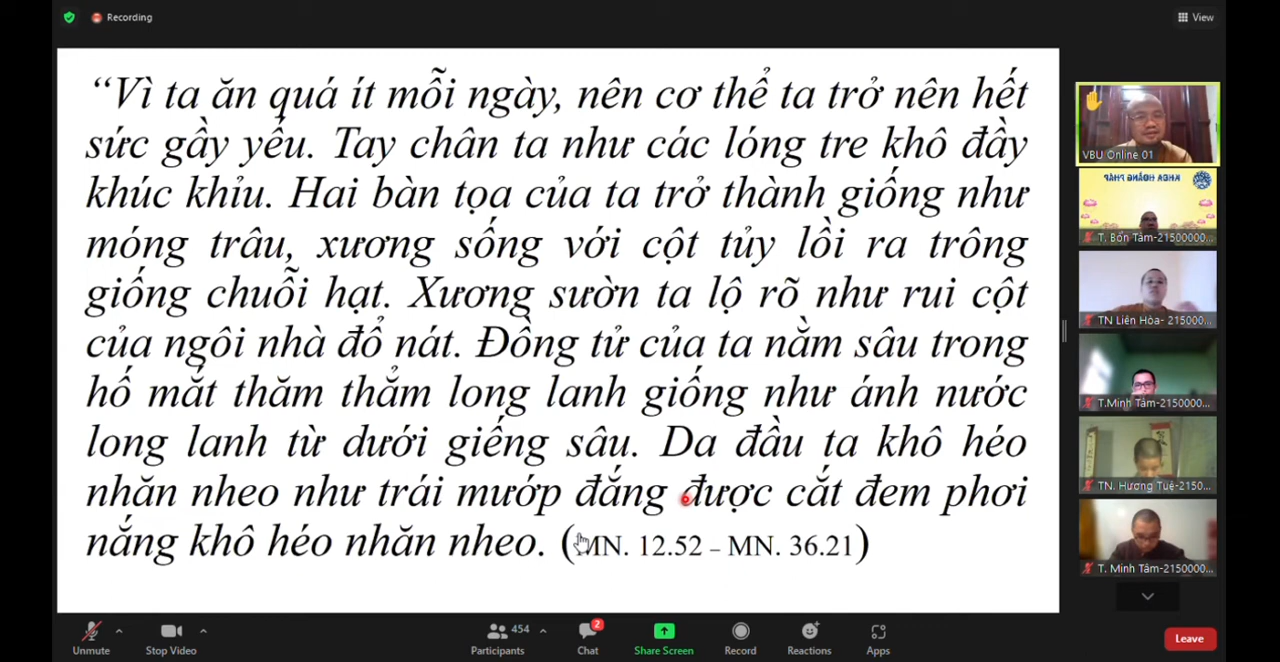 Recording
View
“Vì ta ăn quá ít mỗi ngày, nên cơ thể ta trở nên hết
sức gầy yếu. Tay chân ta như các lóng tre khô đầy
khúc khỉu. Hai bàn tọa của ta trở thành giống như
móng trâu, xương sống với cột tủy lồi ra trông
giống chuỗi hạt. Xương sườn ta lộ rõ như rui cột
của ngôi nhà đổ nát. Đồng tử của ta nằm sâu trong
hố mắt thăm thẳm long lanh giống như ánh nước
long lanh từ dưới giếng sâu. Da đầu ta khô héo
nhăn nheo như trái mướp đắng được cắt đem phơi
nắng khô héo nhăn nheo. (MN. 12.52 – MN. 36.21)
VBU Online 01
KHOA HOẰNG PHÁP
T. Bổn Tâm-21500000...
TN Liên Hòa- 215000...
T.Minh Tâm-2150000...
TN. Hương Tuệ-2150...
T. Minh Tâm-2150000...
Unmute
Stop Video
454
Participants
2
Chat
Share Screen
Record
Reactions
Apps
Leave